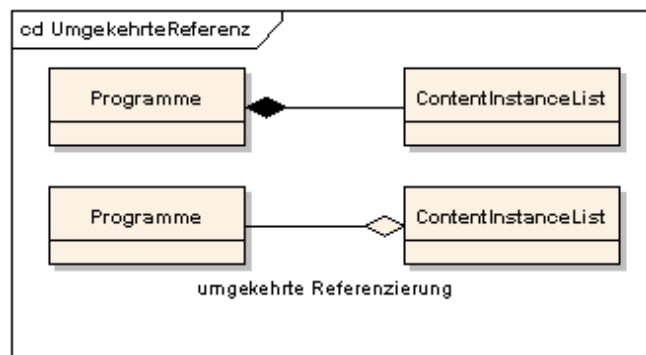 cd UmgekehrteReferenz
Programme
ContentInstanceList
Programme
ContentInstanceList
umgekehrte Referenzierung